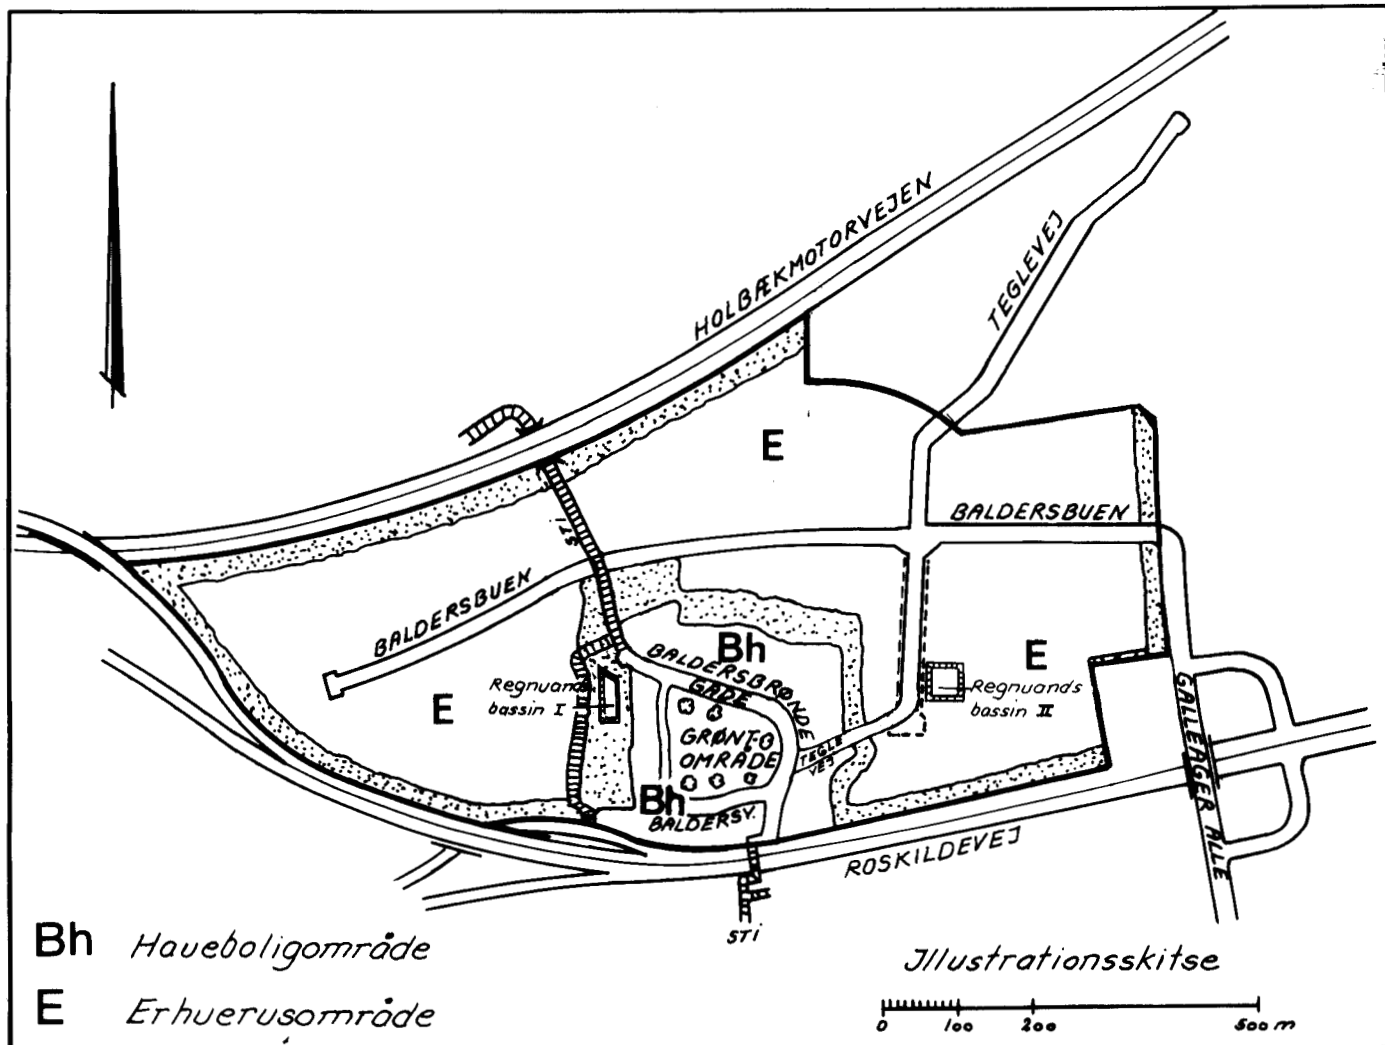 HOLBÆKMOTORVEJEN
TEGLEVEJ
E
BALDERSBUEN
STI
BALDERSBUEN
Bh
BALDERSBRØNDE
GADE
E
Regnvands
bassin I
E
Regnvands
bassin II
GRØNT
OMRÅDE
TEGLE
VEJ
Bh
BALDERSV.
GALLEAGER ALLE
ROSKILDEVEJ
STI
Bh Haveboligområde
E Erhvervsområde
Illustrationsskitse
0 100 200 500 m